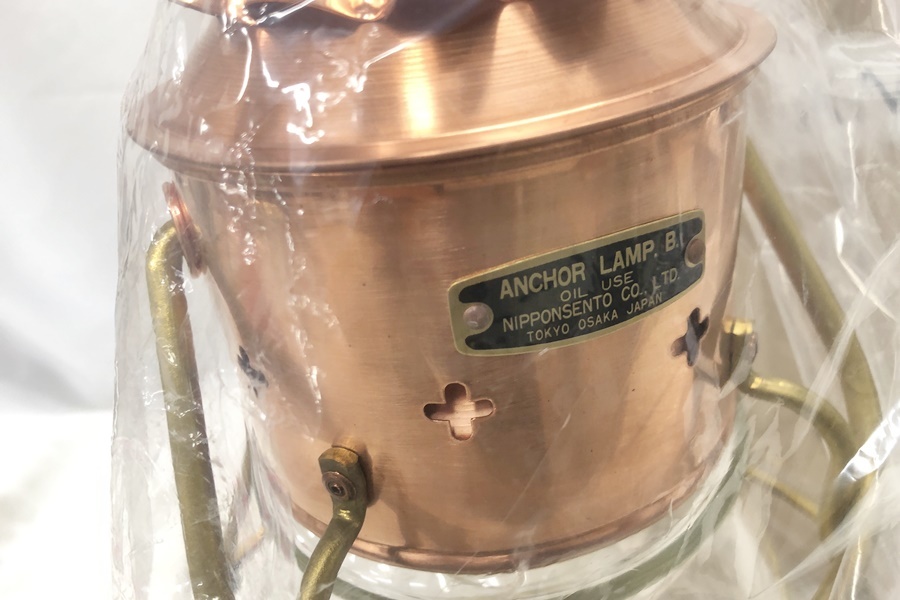 ANCHOR LAMP. B.
OIL USE
NIPPONSENTO CO., LTD.
TOKYO OSAKA JAPAN